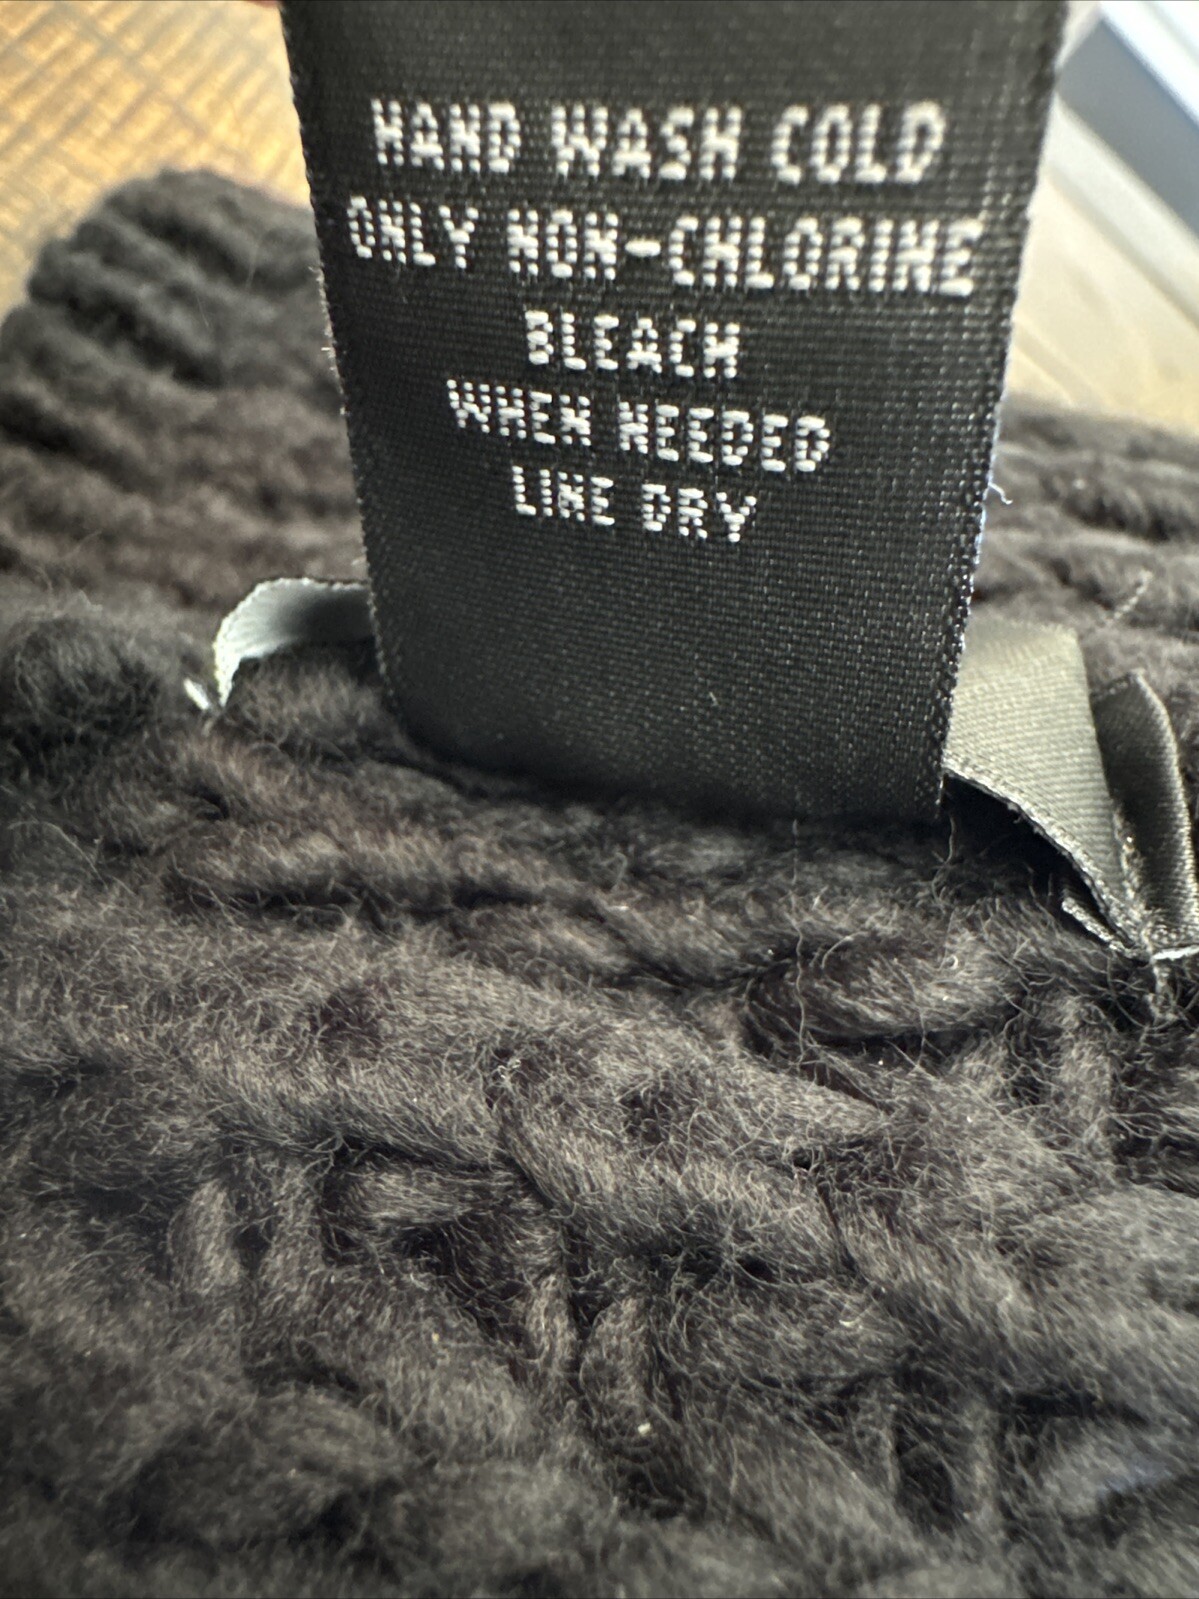 HAND WASH COLD
ONLY NON-CHLORINE
BLEACH
WHEN NEEDED
LINE DRY